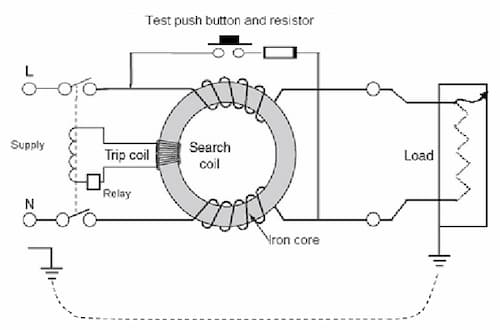 Test push button and resistor
L
Supply
Trip coil
Search
coil
Load
Relay
N
Iron core